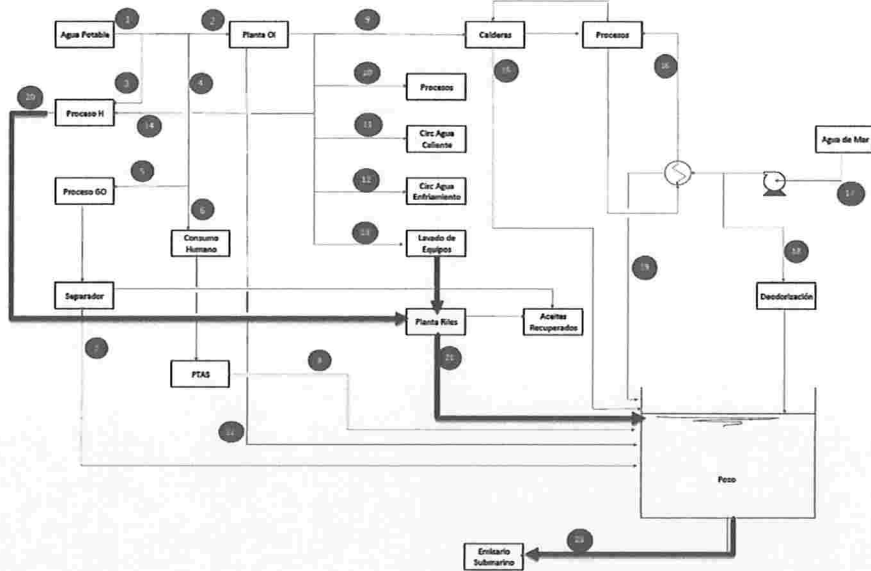 1
2
9
Agua Potable
Planta OI
Calderas
Procesos
3
4
15
16
20
10
Procesos
Proceso H
14
11
Circ Agua
Caliente
Agua de Mar
5
12
Circ Agua
Enfriamiento
17
Proceso GO
6
Consumo
Humano
13
Lavado de
Equipos
18
19
Separador
Deodorización
Planta Riles
Aceites
Recuperados
7
8
21
PTAS
22
Pozo
23
Emisario
Submarino